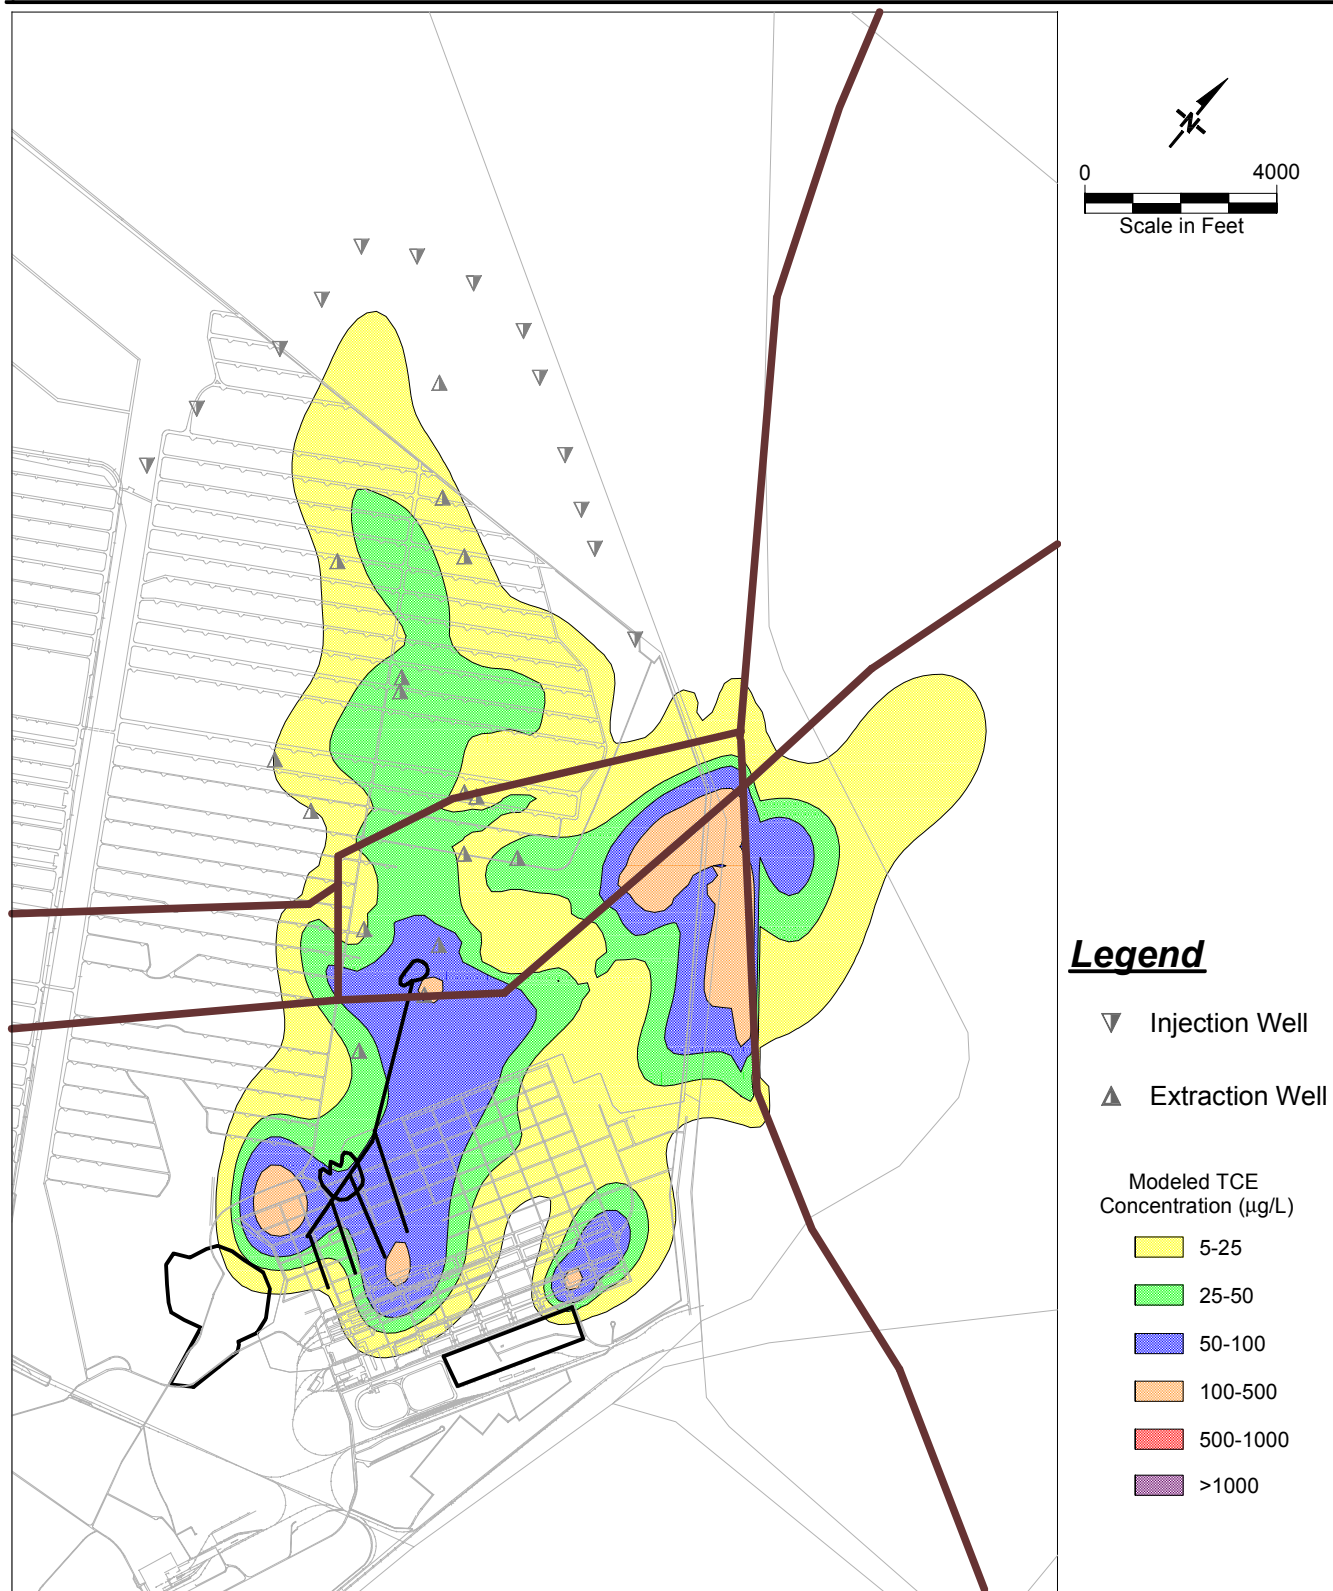 N
0 4000
Scale in Feet
Legend
Injection Well
Extraction Well
Modeled TCE
Concentration (µg/L)
5-25
25-50
50-100
100-500
500-1000
>1000